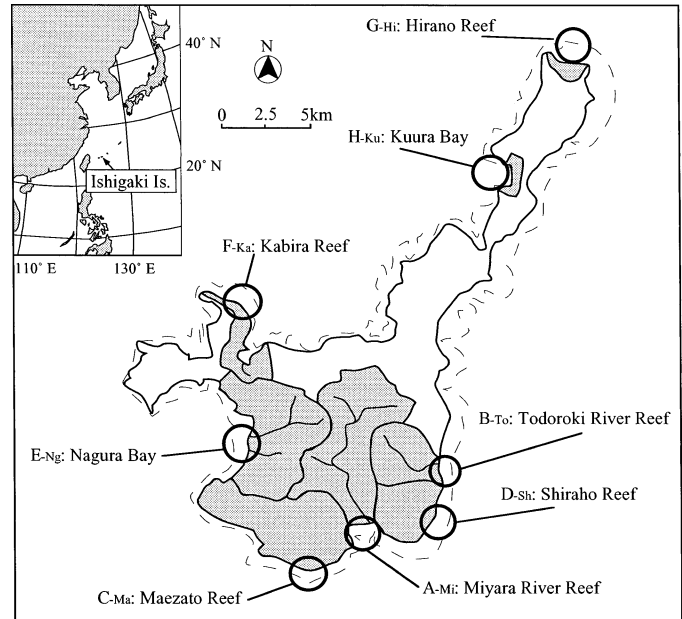 G-Hi: Hirano Reef
40° N
N
0 2.5 5km
H-Ku: Kuura Bay
20° N
Ishigaki Is.
F-Ka: Kabira Reef
110° E 130° E
B-To: Todoroki River Reef
E-Ng: Nagura Bay
D-Sh: Shiraho Reef
A-Mi: Miyara River Reef
C-Ma: Maezato Reef